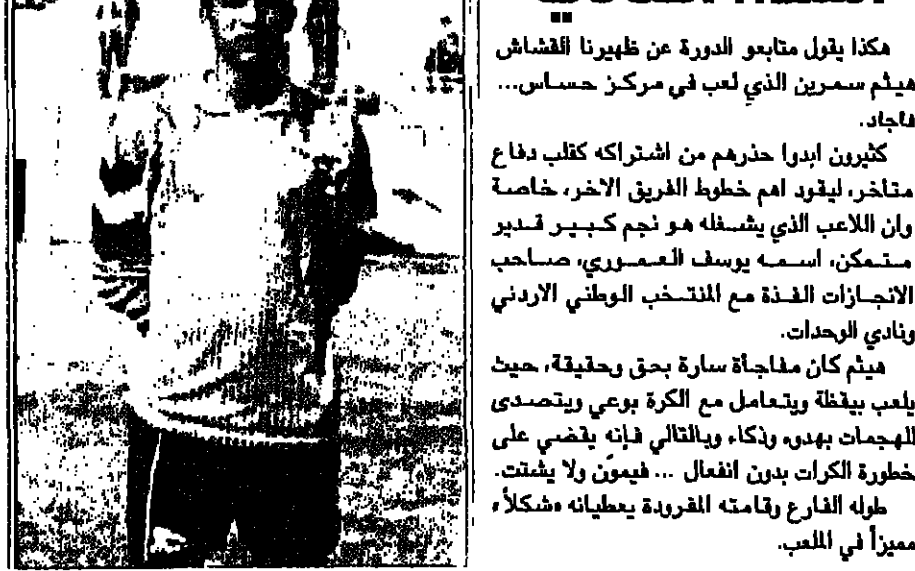 هكذا يقول متابعو الدورة عن ظهيرنا القشاش
هيثم سمرين الذي لعب في مركز حساس...
فاجاد.
كثيرون ابدوا حذرهم من اشتراكه كقلب دفاع
متاخر، ليقود اهم خطوط الفريق الاخر، خاصة
وان اللاعب الذي يشغله هو نجم كبير قدير
متمكن، اسمه يوسف العموري، صاحب
الانجازات الفذة مع المنتخب الوطني الاردني
ونادي الوحدات.
هيثم كان مفاجأة سارة بحق وحقيقة، حيث
يلعب بيقظة ويتعامل مع الكرة بوعي ويتصدى
للهجمات بهدوء وذكاء وبالتالي فإنه يقضي على
خطورة الكرات بدون انفعال ... فيموّن ولا يشتت.
طوله الفارع وقامته المفرودة يعطيانه «شكلاً»
مميزاً في الملعب.